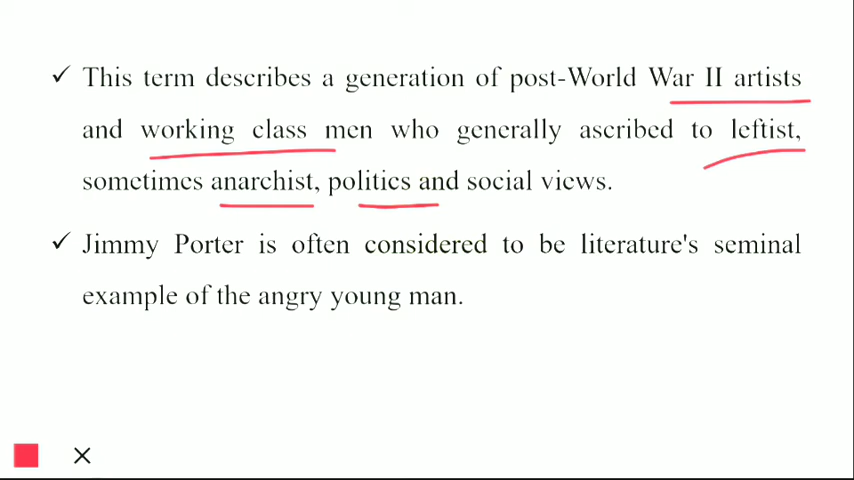 ✓ This term describes a generation of post-World War II artists
and working class men who generally ascribed to leftist,
sometimes anarchist, politics and social views.
✓ Jimmy Porter is often considered to be literature's seminal
example of the angry young man.